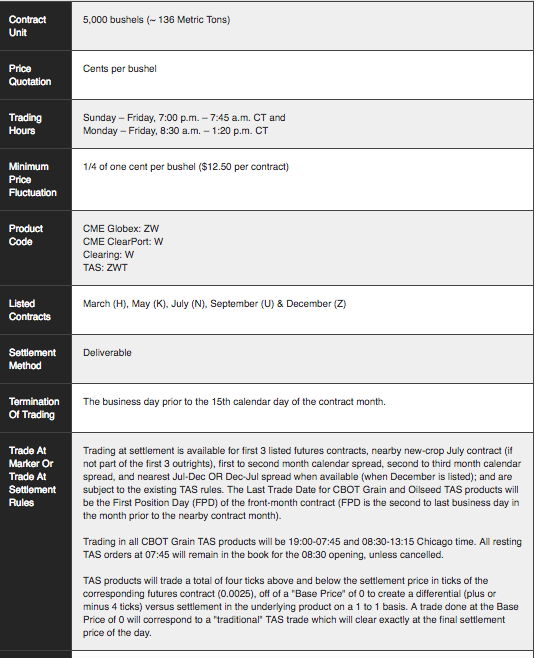 Contract
Unit
5,000 bushels (~ 136 Metric Tons)
Price
Quotation
Cents per bushel
Trading
Hours
Sunday – Friday, 7:00 p.m. – 7:45 a.m. CT and
Monday – Friday, 8:30 a.m. – 1:20 p.m. CT
Minimum
Price
Fluctuation
1/4 of one cent per bushel ($12.50 per contract)
Product
Code
CME Globex: ZW
CME ClearPort: W
Clearing: W
TAS: ZWT
Listed
Contracts
March (H), May (K), July (N), September (U) & December (Z)
Settlement
Method
Deliverable
Termination
Of Trading
The business day prior to the 15th calendar day of the contract month.
Trade At
Marker Or
Trade At
Settlement
Rules
Trading at settlement is available for first 3 listed futures contracts, nearby new-crop July contract (if
not part of the first 3 outrights), first to second month calendar spread, second to third month calendar
spread, and nearest Jul-Dec OR Dec-Jul spread when available (when December is listed); and
are subject to the existing TAS rules. The Last Trade Date for CBOT Grain and Oilseed TAS products will
be the First Position Day (FPD) of the front-month contract (FPD is the second to last business day in
the month prior to the nearby contract month).
Trading in all CBOT Grain TAS products will be 19:00-07:45 and 08:30-13:15 Chicago time. All resting
TAS orders at 07:45 will remain in the book for the 08:30 opening, unless cancelled.
TAS products will trade a total of four ticks above and below the settlement price in ticks of the
corresponding futures contract (0.0025), off of a "Base Price" of 0 to create a differential (plus or
minus 4 ticks) versus settlement in the underlying product on a 1 to 1 basis. A trade done at the Base
Price of 0 will correspond to a "traditional" TAS trade which will clear exactly at the final settlement
price of the day.